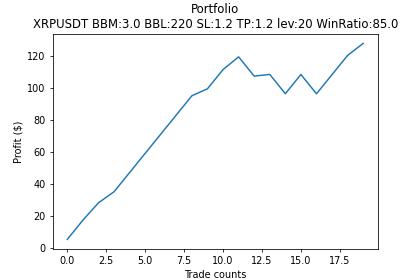 Portfolio
XRPUSDT BBM:3.0 BBL:220 SL:1.2 TP:1.2 lev:20 WinRatio:85.0
Profit ($)
120
100
80
60
40
20
0
0.0 2.5 5.0 7.5 10.0 12.5 15.0 17.5
Trade counts